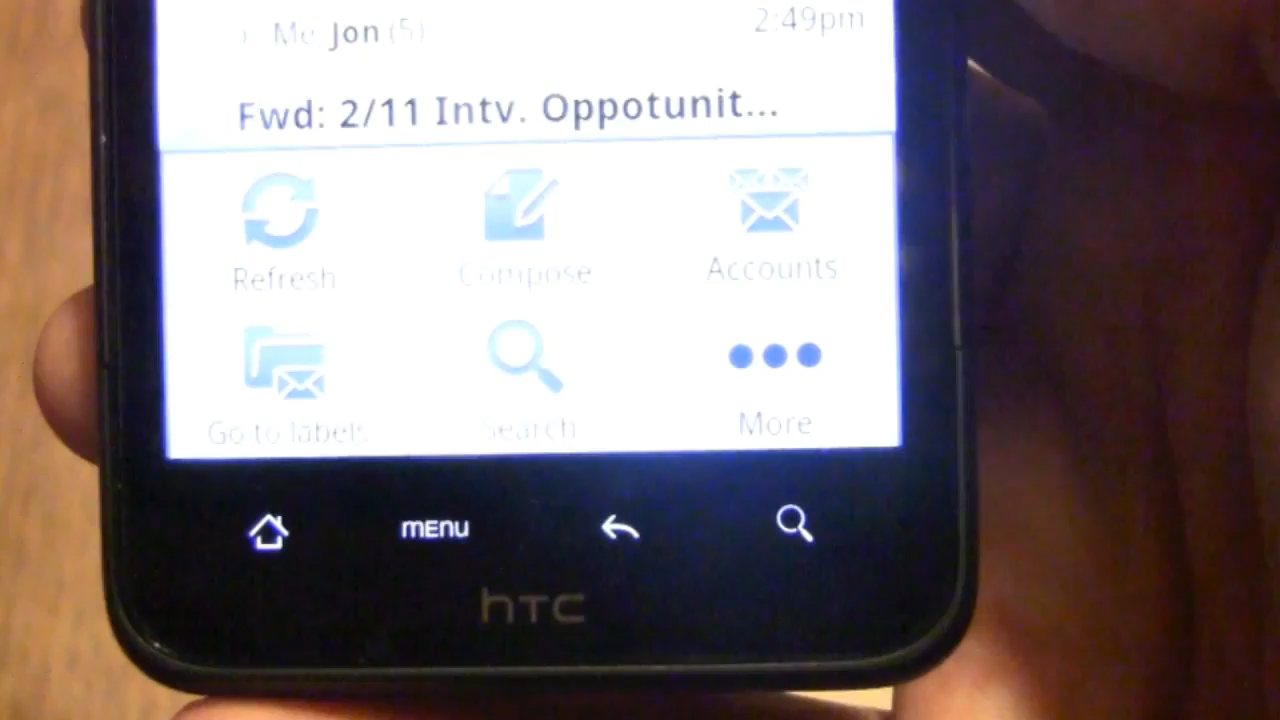 Me, Jon (5) 2:49pm
Fwd: 2/11 Intv. Oppotunit...
Refresh Compose Accounts
Go to labels Search More
menu
hTC